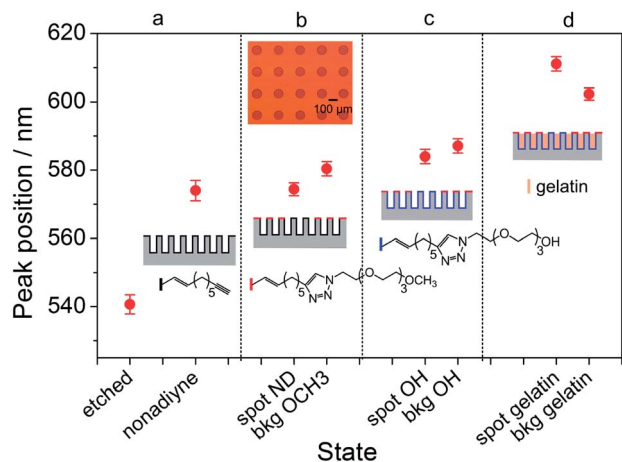 a b c d
Peak position / nm
620
600
580
560
540
100 μm
gelatin
5
5 N N=N O 3 OCH₃
5 N N=N O O 3 OH
etched
nonadiyne
spot ND
bkg OCH3
spot OH
bkg OH
spot gelatin
bkg gelatin
State